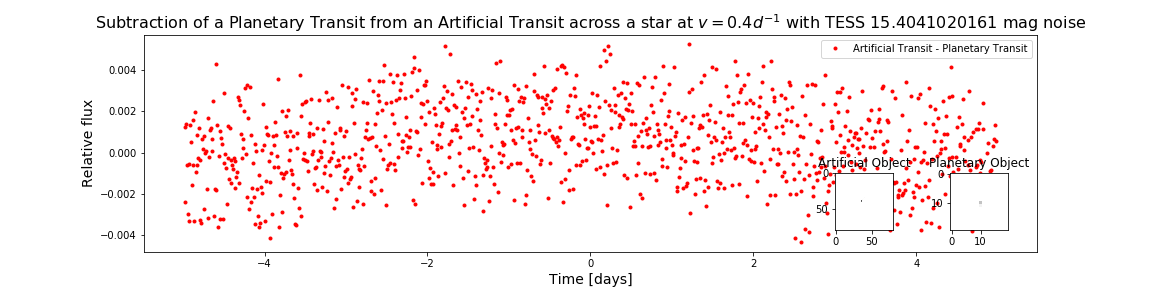 Subtraction of a Planetary Transit from an Artificial Transit across a star at v = 0.4d⁻¹ with TESS 15.4041020161 mag noise
Artificial Transit - Planetary Transit
Relative flux
0.004
0.002
0.000
−0.002
−0.004
Artificial Object
0
50
0 50
Planetary Object
0
10
0 10
−4 −2 0 2 4
Time [days]